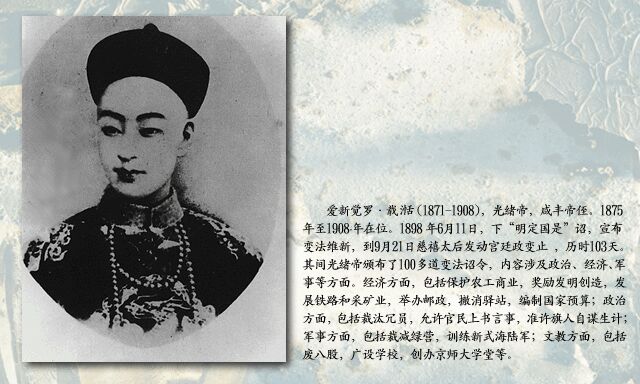 爱新觉罗·载湉(1871-1908)，光绪帝，咸丰帝侄。1875
年至1908年在位。1898年6月11日，下“明定国是”诏，宣布
变法维新，到9月21日慈禧太后发动宫廷政变止，历时103天。
其间光绪帝颁布了100多道变法诏令，内容涉及政治、经济、军
事等方面。经济方面，包括保护农工商业，奖励发明创造，发
展铁路和采矿业，举办邮政，撤消驿站，编制国家预算；政治
方面，包括裁汰冗员，允许官民上书言事，准许旗人自谋生计；
军事方面，包括裁减绿营，训练新式海陆军；文教方面，包括
废八股，广设学校，创办京师大学堂等。